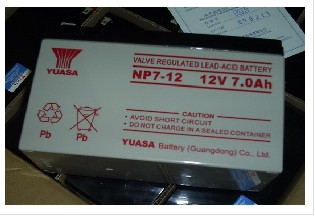 YUASA
VALVE REGULATED LEAD-ACID BATTERY
NP7-12 12V 7.0Ah
CAUTION
• AVOID SHORT CIRCUIT
• DO NOT CHARGE IN A SEALED CONTAINER
Pb Pb
YUASA Battery (Guangdong) Co., Ltd.